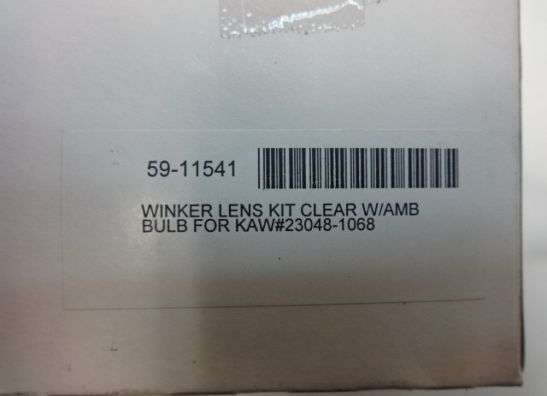 59-11541
WINKER LENS KIT CLEAR W/AMB
BULB FOR KAW#23048-1068